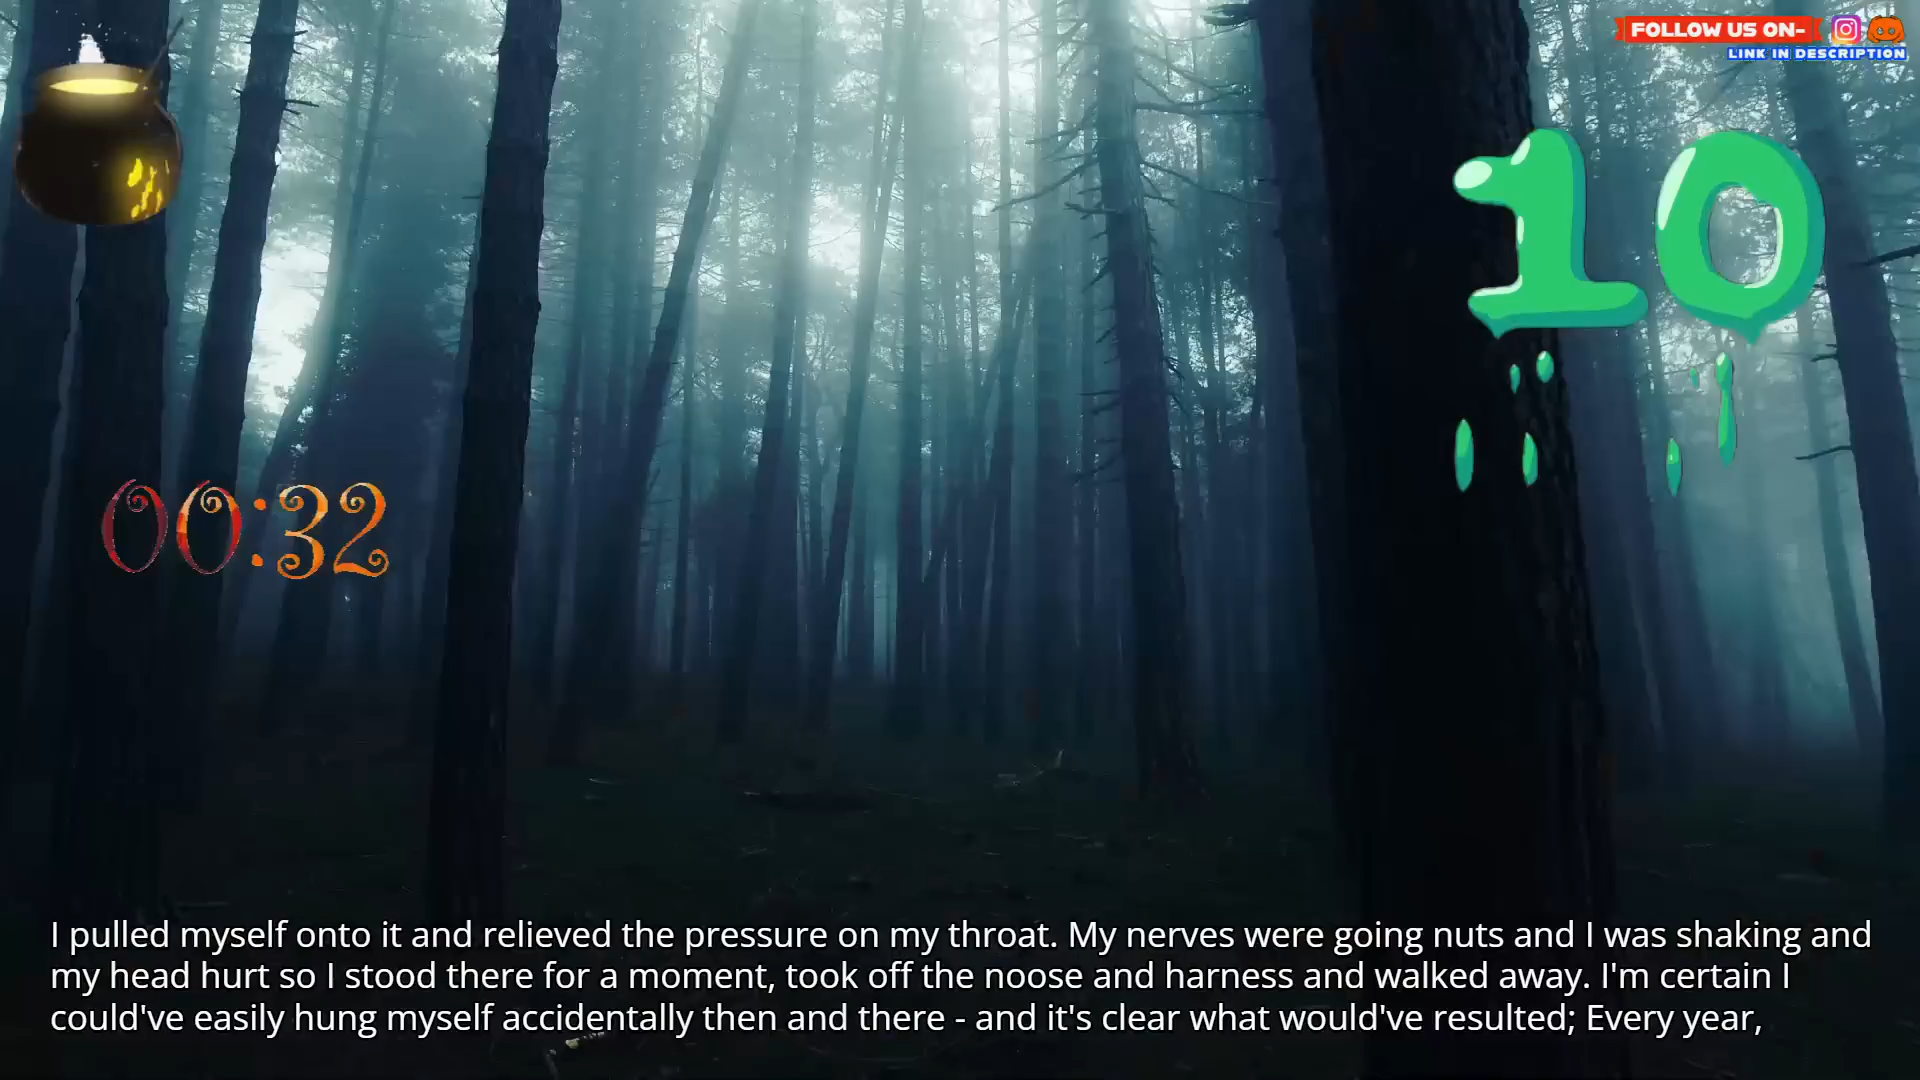 FOLLOW US ON-
LINK IN DESCRIPTION
10
00:32
I pulled myself onto it and relieved the pressure on my throat. My nerves were going nuts and I was shaking and
my head hurt so I stood there for a moment, took off the noose and harness and walked away. I'm certain I
could've easily hung myself accidentally then and there - and it's clear what would've resulted; Every year,